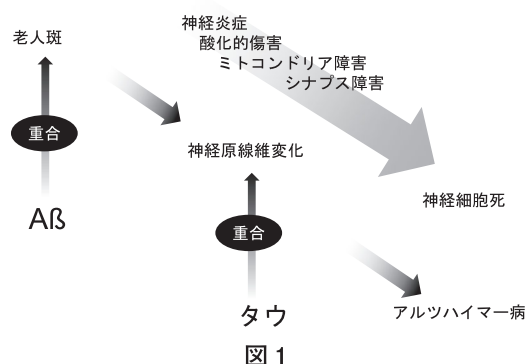 神経炎症
酸化的傷害
ミトコンドリア障害
シナプス障害
老人斑
重合
Aß
神経原線維変化
重合
タウ
神経細胞死
アルツハイマー病
図1